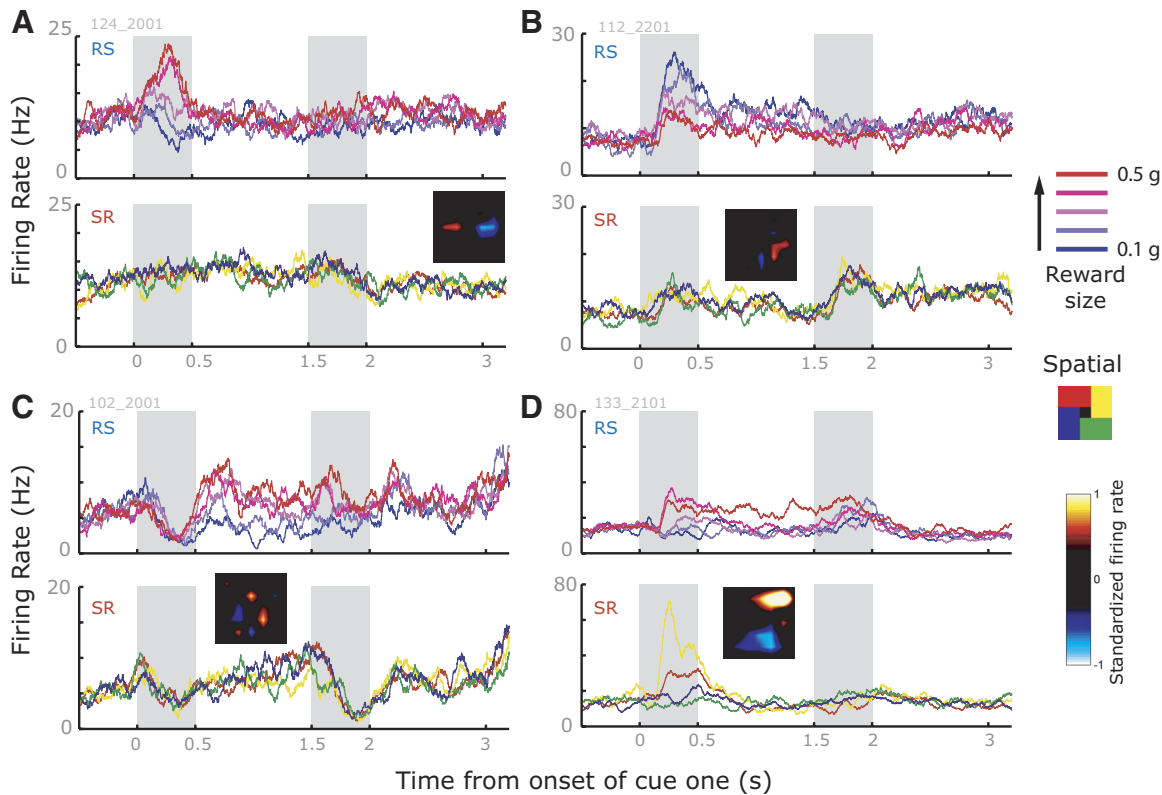 A
124_2001
RS
25
0
SR
25
0
0 0.5 1.5 2 3
B
112_2201
RS
30
0
SR
30
0
0 0.5 1.5 2 3
Firing Rate (Hz)
0.5 g
0.1 g
Reward
size
Spatial
C
102_2001
RS
20
0
SR
20
0
0 0.5 1.5 2 3
D
133_2101
RS
80
0
SR
80
0
0 0.5 1.5 2 3
Firing Rate (Hz)
1
0
-1
Standardized firing rate
Time from onset of cue one (s)